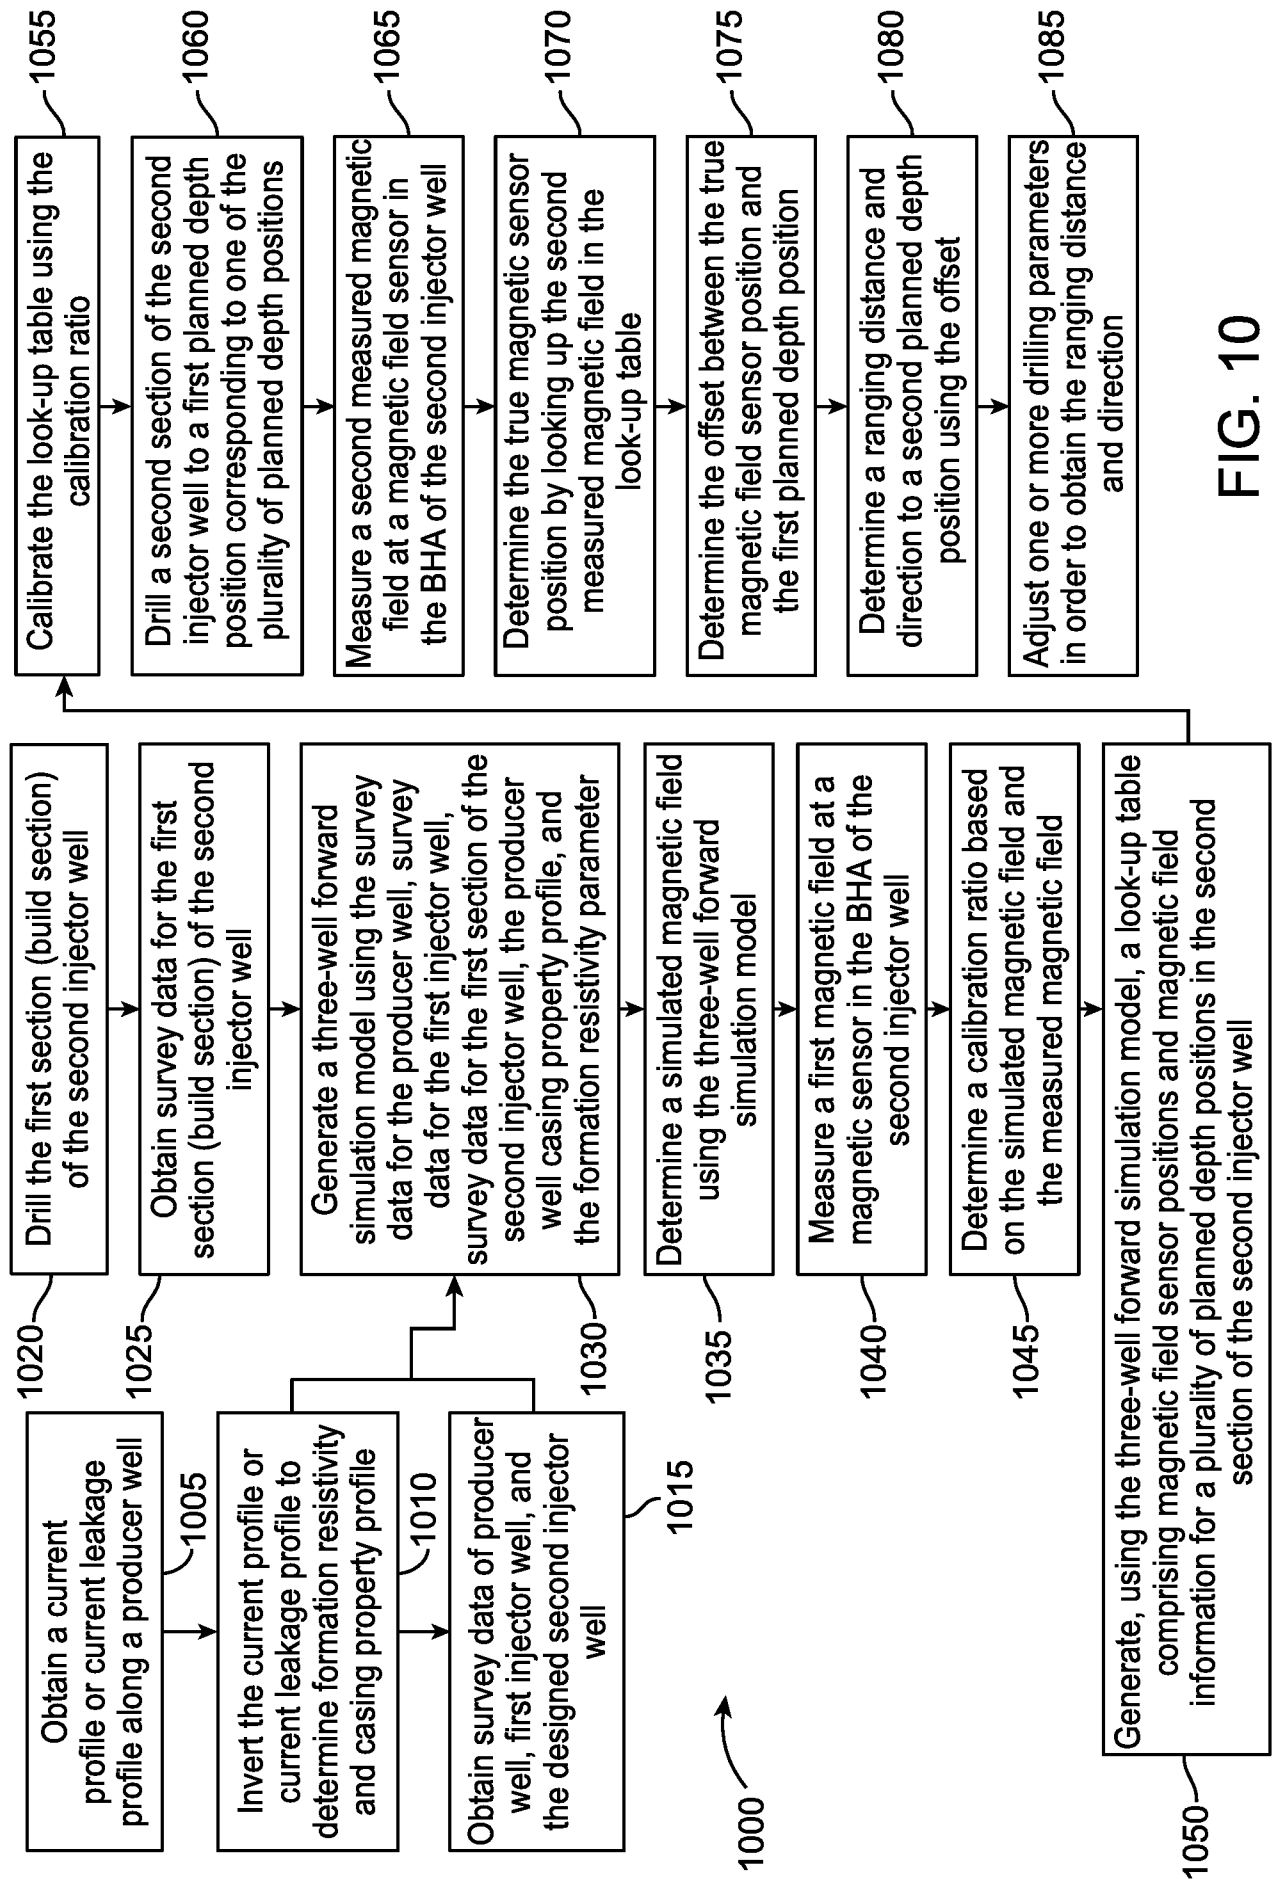 Obtain a current
profile or current leakage
profile along a producer well
1005
Invert the current profile or
current leakage profile to
determine formation resistivity
and casing property profile
1010
Obtain survey data of producer
well, first injector well, and
the designed second injector
well
1015
1000
1020
Drill the first section (build section)
of the second injector well
1025
Obtain survey data for the first
section (build section) of the second
injector well
1030
Generate a three-well forward
simulation model using the survey
data for the producer well, survey
data for the first injector well,
survey data for the first section of the
second injector well, the producer
well casing property profile, and
the formation resistivity parameter
1035
Determine a simulated magnetic field
using the three-well forward
simulation model
1040
Measure a first magnetic field at a
magnetic sensor in the BHA of the
second injector well
1045
Determine a calibration ratio based
on the simulated magnetic field and
the measured magnetic field
1050
Generate, using the three-well forward simulation model, a look-up table
comprising magnetic field sensor positions and magnetic field
information for a plurality of planned depth positions in the second
section of the second injector well
Calibrate the look-up table using the
calibration ratio
1055
Drill a second section of the second
injector well to a first planned depth
position corresponding to one of the
plurality of planned depth positions
1060
Measure a second measured magnetic
field at a magnetic field sensor in
the BHA of the second injector well
1065
Determine the true magnetic sensor
position by looking up the second
measured magnetic field in the
look-up table
1070
Determine the offset between the true
magnetic field sensor position and
the first planned depth position
1075
Determine a ranging distance and
direction to a second planned depth
position using the offset
1080
Adjust one or more drilling parameters
in order to obtain the ranging distance
and direction
1085
FIG. 10